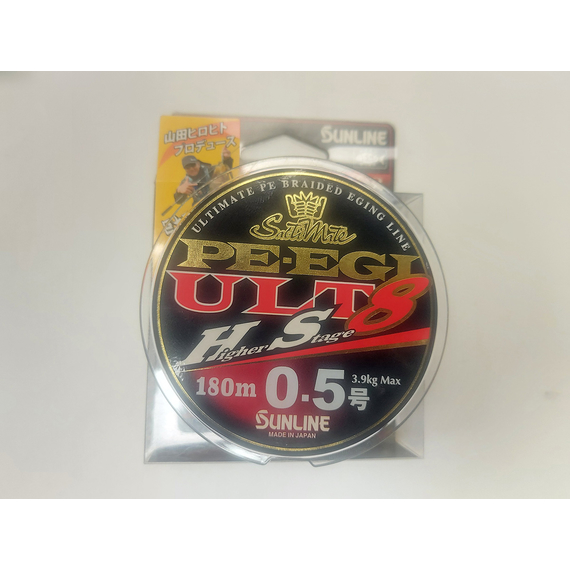 山田ヒロヒト
プロデュース
SUNLINE
ULTIMATE PE BRAIDED EGING LINE
SaltiMate
PE-EGI
ULT8
Higher Stage
180m 0.5号 3.9kg Max
SUNLINE
MADE IN JAPAN